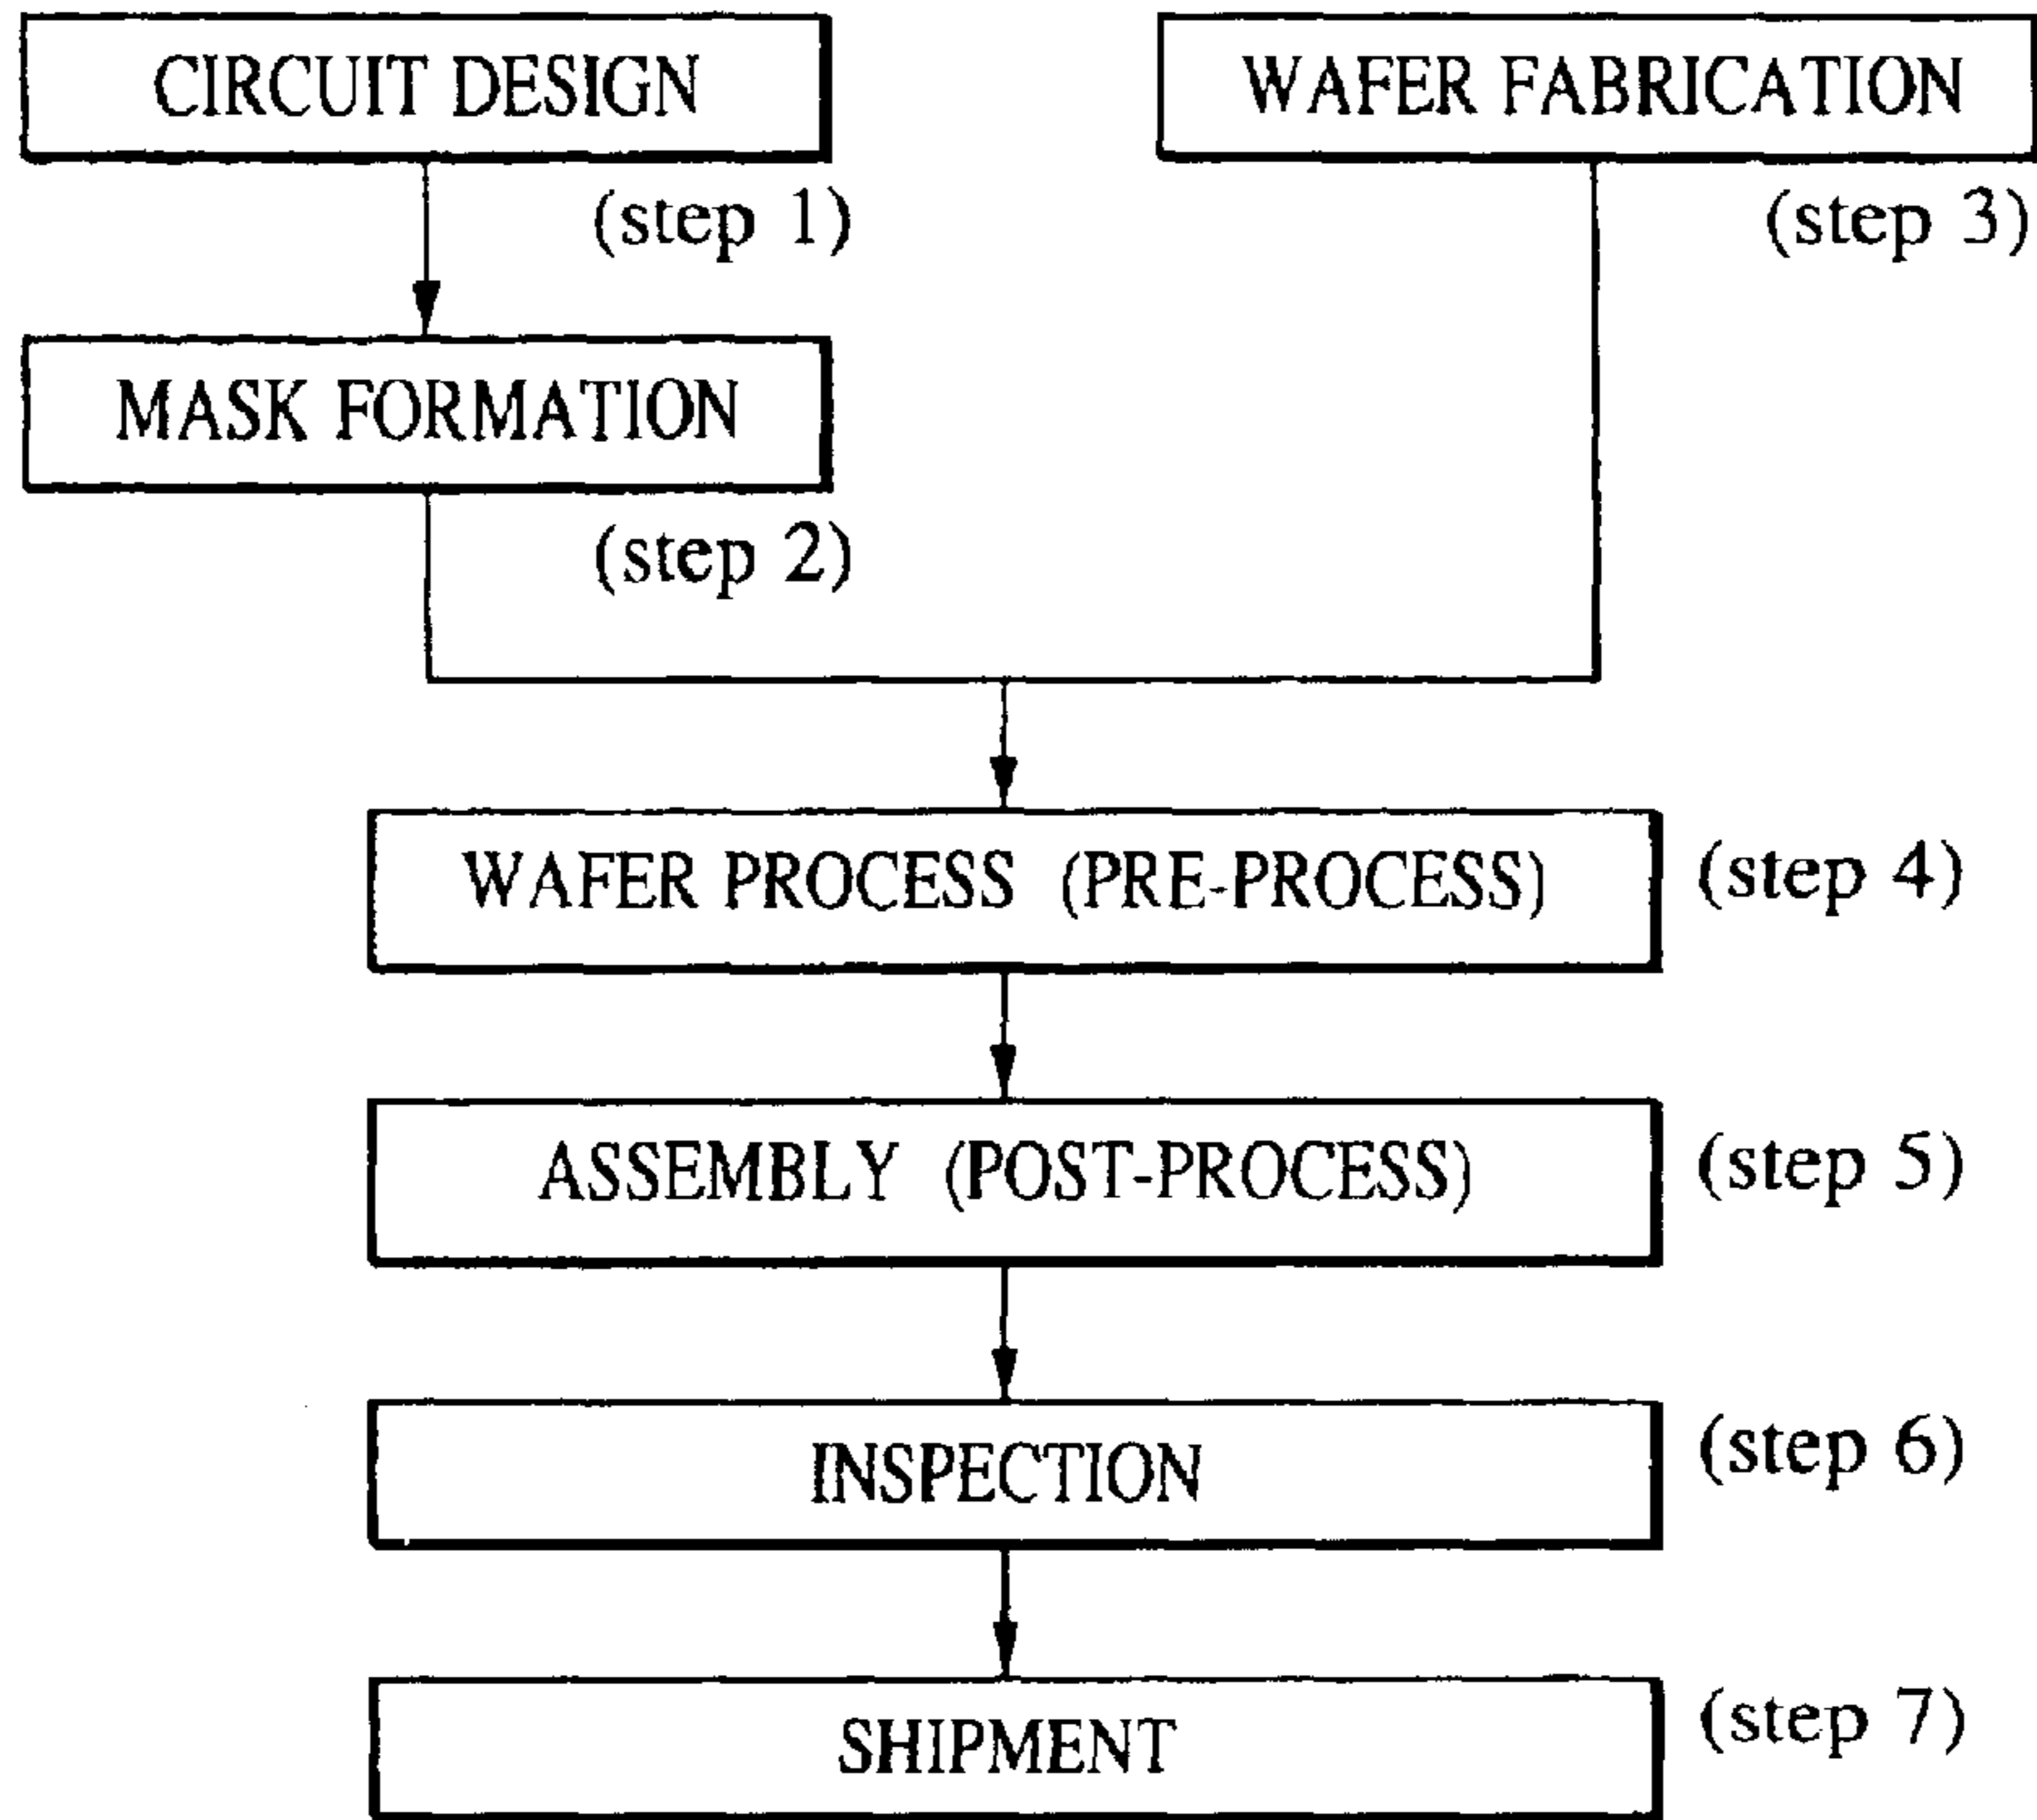 CIRCUIT DESIGN
(step 1)
WAFER FABRICATION
(step 3)
MASK FORMATION
(step 2)
WAFER PROCESS (PRE-PROCESS)
(step 4)
ASSEMBLY (POST-PROCESS)
(step 5)
INSPECTION
(step 6)
SHIPMENT
(step 7)